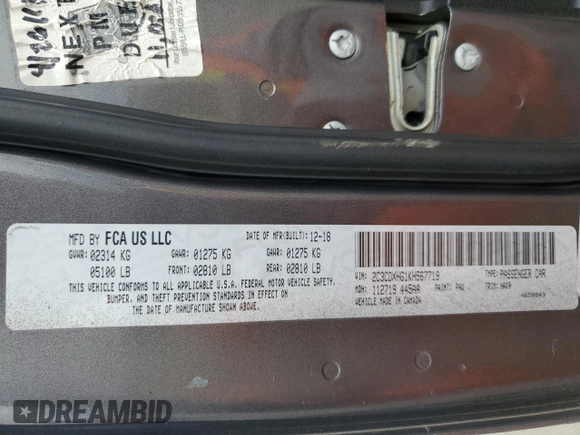 NEXT
PM
DUE
MFD BY FCA US LLC
DATE OF MFR(BUILT) 12-18
GVWR: 02314 KG GAWR: 01275 KG GAWR: 01275 KG
05100 LB FRONT: 02810 LB REAR: 02810 LB
THIS VEHICLE CONFORMS TO ALL APPLICABLE U.S.A. FEDERAL MOTOR VEHICLE SAFETY,
BUMPER, AND THEFT PREVENTION STANDARDS IN EFFECT ON
THE DATE OF MANUFACTURE SHOWN ABOVE.
VIN: 2C3CDXHG1KH567719 TYPE: PASSENGER CAR
MDH: 112719 445AA PAINT: PAU TRIM: HAX9
VEHICLE MADE IN CANADA
DREAMBID